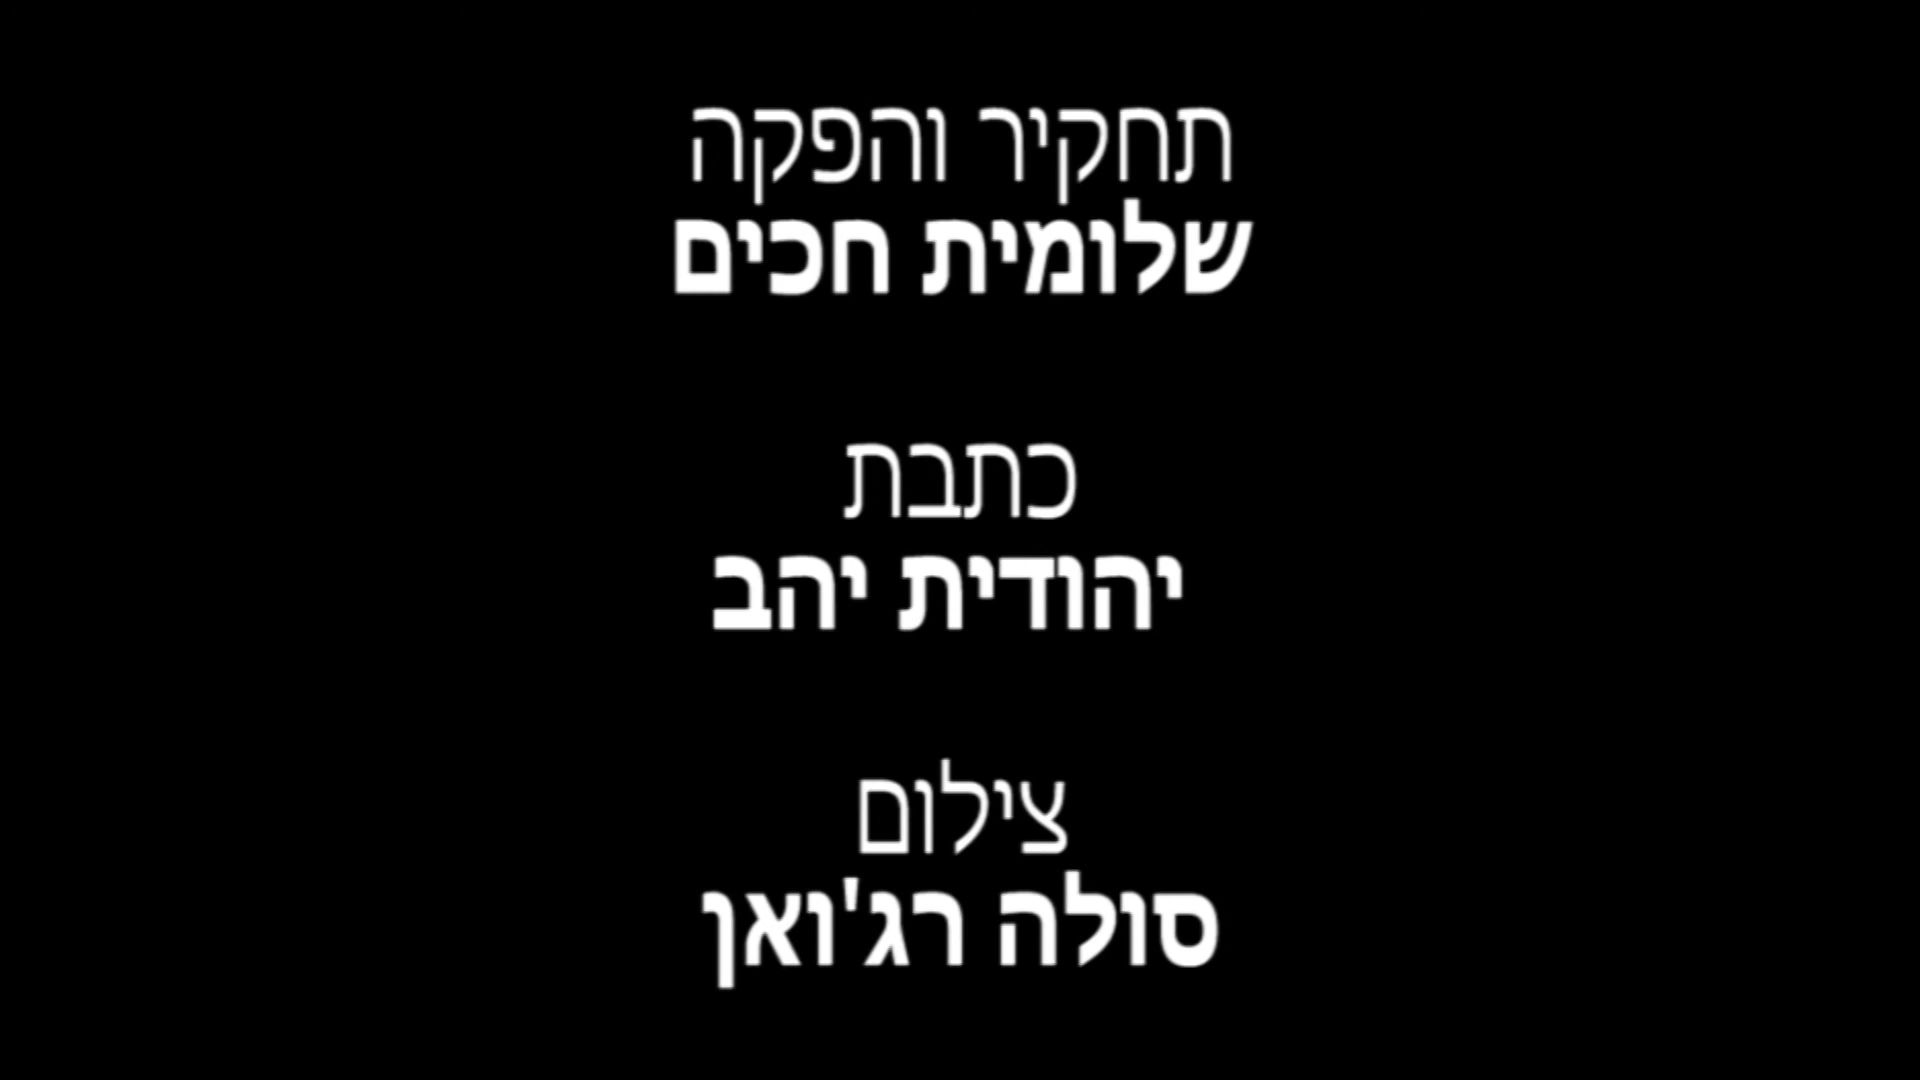 תחקיר והפקה
שלומית חכים
כתבת
יהודית יהב
צילום
סולה רג'ואן